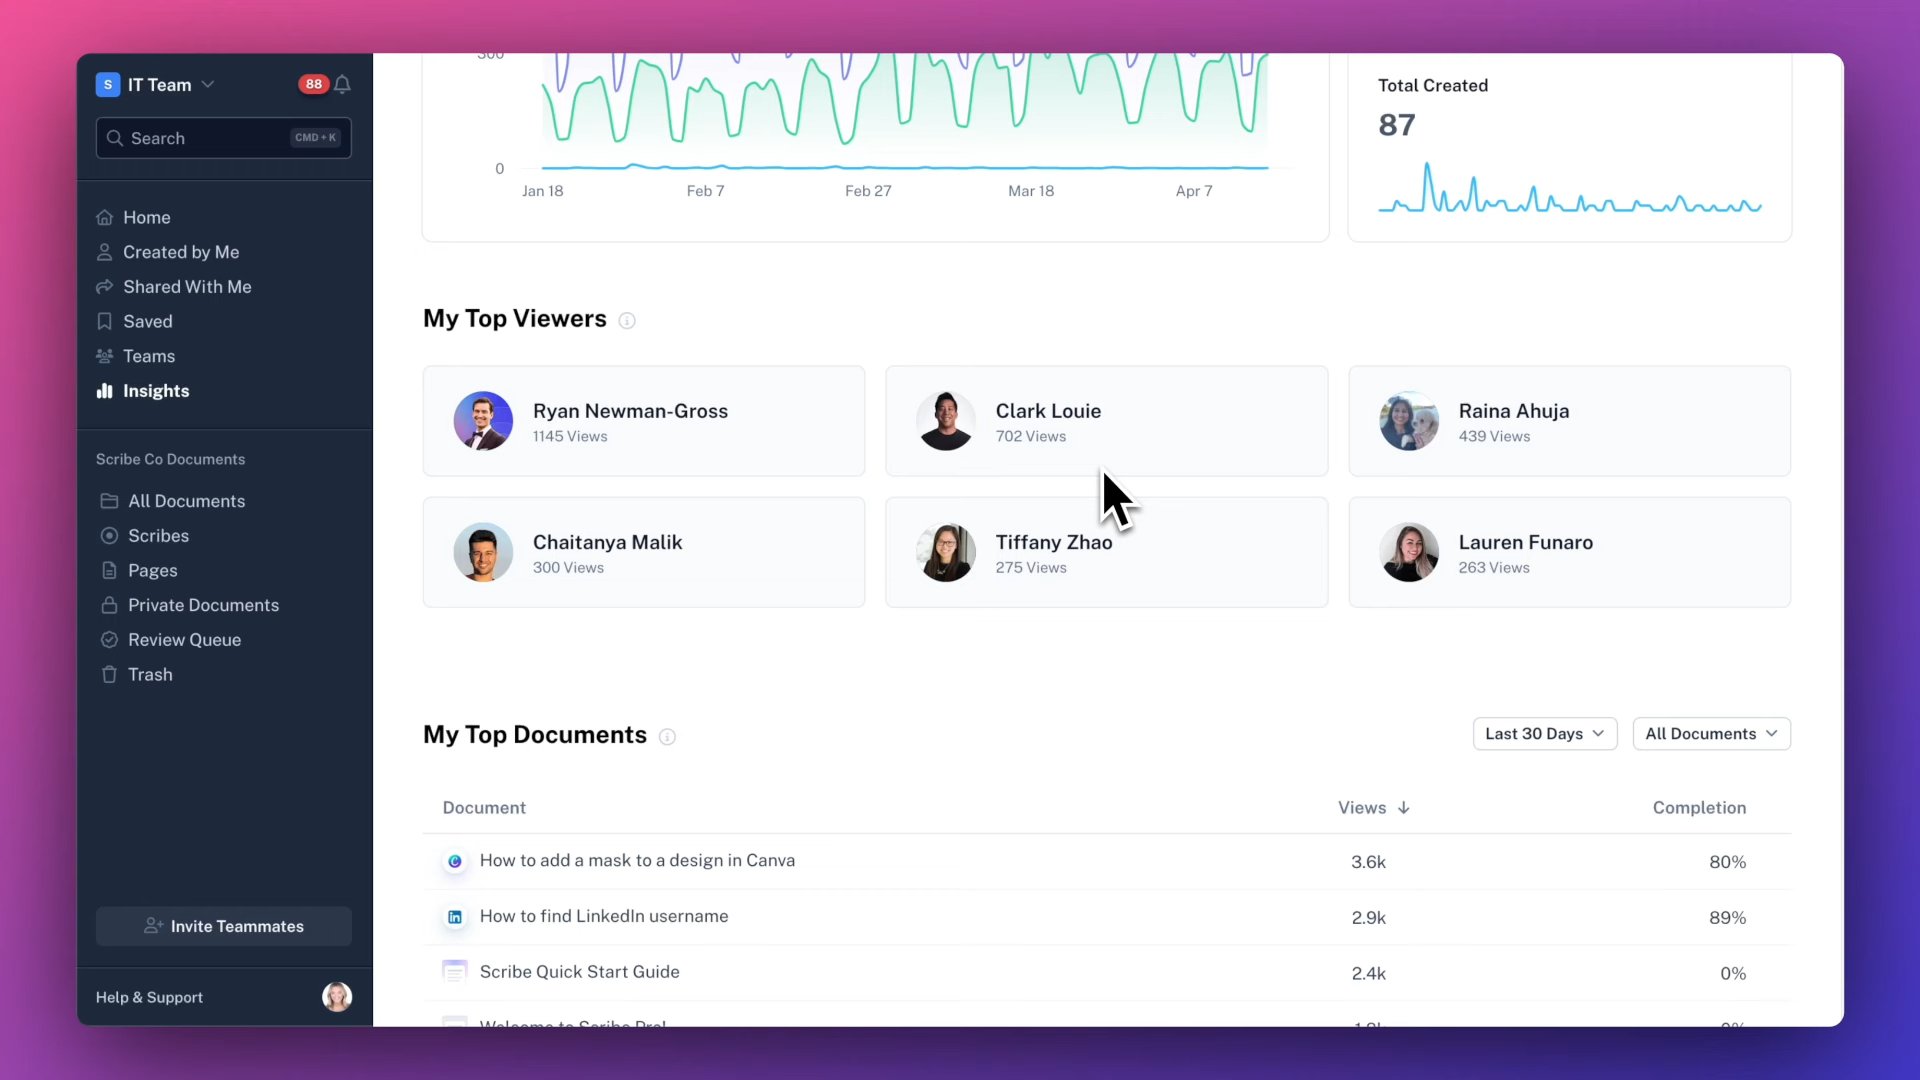 S IT Team 88
Search CMD + K
Home
Created by Me
Shared With Me
Saved
Teams
Insights
Scribe Co Documents
All Documents
Scribes
Pages
Private Documents
Review Queue
Trash
Invite Teammates
Help & Support
300
0
Jan 18 Feb 7 Feb 27 Mar 18 Apr 7
Total Created
87
My Top Viewers
Ryan Newman-Gross
1145 Views
Clark Louie
702 Views
Raina Ahuja
439 Views
Chaitanya Malik
300 Views
Tiffany Zhao
275 Views
Lauren Funaro
263 Views
My Top Documents
Last 30 Days All Documents
Document Views Completion
How to add a mask to a design in Canva 3.6k 80%
How to find LinkedIn username 2.9k 89%
Scribe Quick Start Guide 2.4k 0%
Welcome to Scribe Pro!